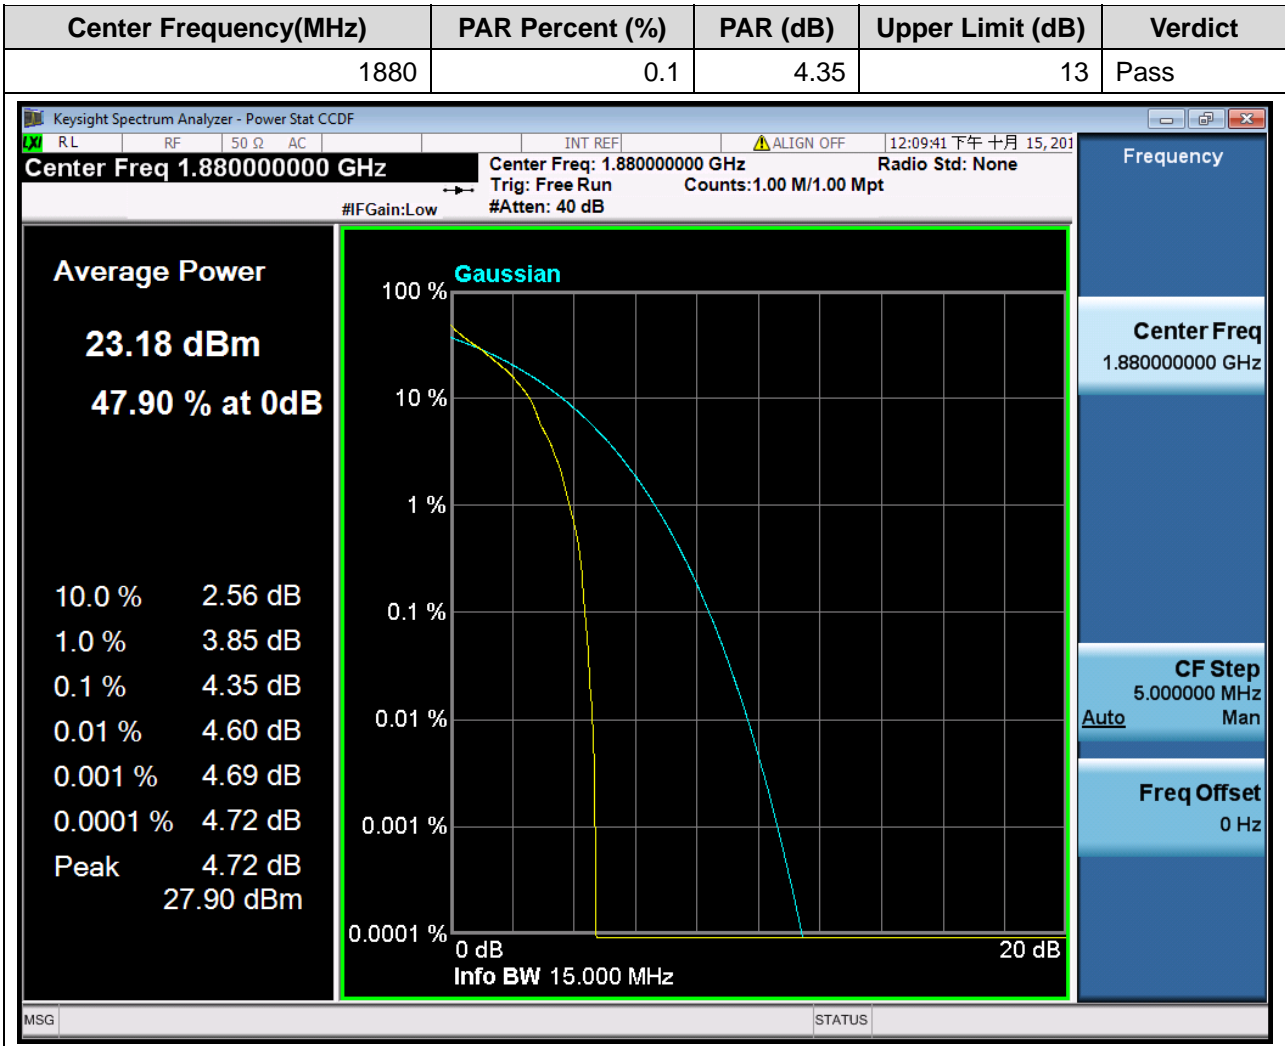 Center Frequency(MHz) PAR Percent (%) PAR (dB) Upper Limit (dB) Verdict
1880 0.1 4.35 13 Pass
Keysight Spectrum Analyzer - Power Stat CCDF
LXI RL RF 50 Ω AC INT REF ALIGN OFF 12:09:41 下午 十月 15, 201
Center Freq 1.880000000 GHz
Center Freq: 1.880000000 GHz Radio Std: None
Trig: Free Run Counts:1.00 M/1.00 Mpt
#IFGain:Low #Atten: 40 dB
Average Power
23.18 dBm
47.90 % at 0dB
10.0 % 2.56 dB
1.0 % 3.85 dB
0.1 % 4.35 dB
0.01 % 4.60 dB
0.001 % 4.69 dB
0.0001 % 4.72 dB
Peak 4.72 dB
27.90 dBm
Gaussian
100 %
10 %
1 %
0.1 %
0.01 %
0.001 %
0.0001 %
0 dB 20 dB
Info BW 15.000 MHz
Frequency
Center Freq
1.880000000 GHz
CF Step
5.000000 MHz
Auto Man
Freq Offset
0 Hz
MSG STATUS